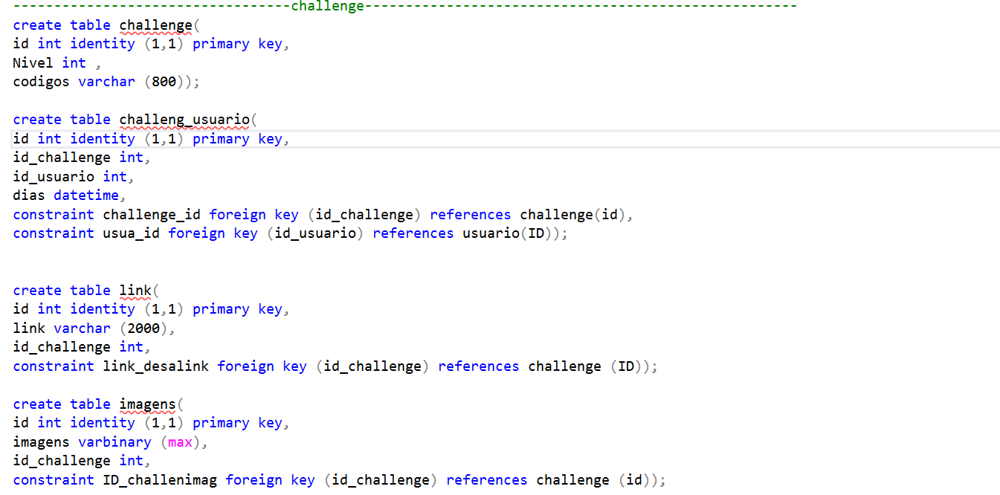 ----------------------------------challenge-----------------------------------------------------
create table challenge(
id int identity (1,1) primary key,
Nivel int ,
codigos varchar (800));
create table challeng_usuario(
id int identity (1,1) primary key,
id_challenge int,
id_usuario int,
dias datetime,
constraint challenge_id foreign key (id_challenge) references challenge(id),
constraint usua_id foreign key (id_usuario) references usuario(ID));
create table link(
id int identity (1,1) primary key,
link varchar (2000),
id_challenge int,
constraint link_desalink foreign key (id_challenge) references challenge (ID));
create table imagens(
id int identity (1,1) primary key,
imagens varbinary (max),
id_challenge int,
constraint ID_challenimag foreign key (id_challenge) references challenge (id));